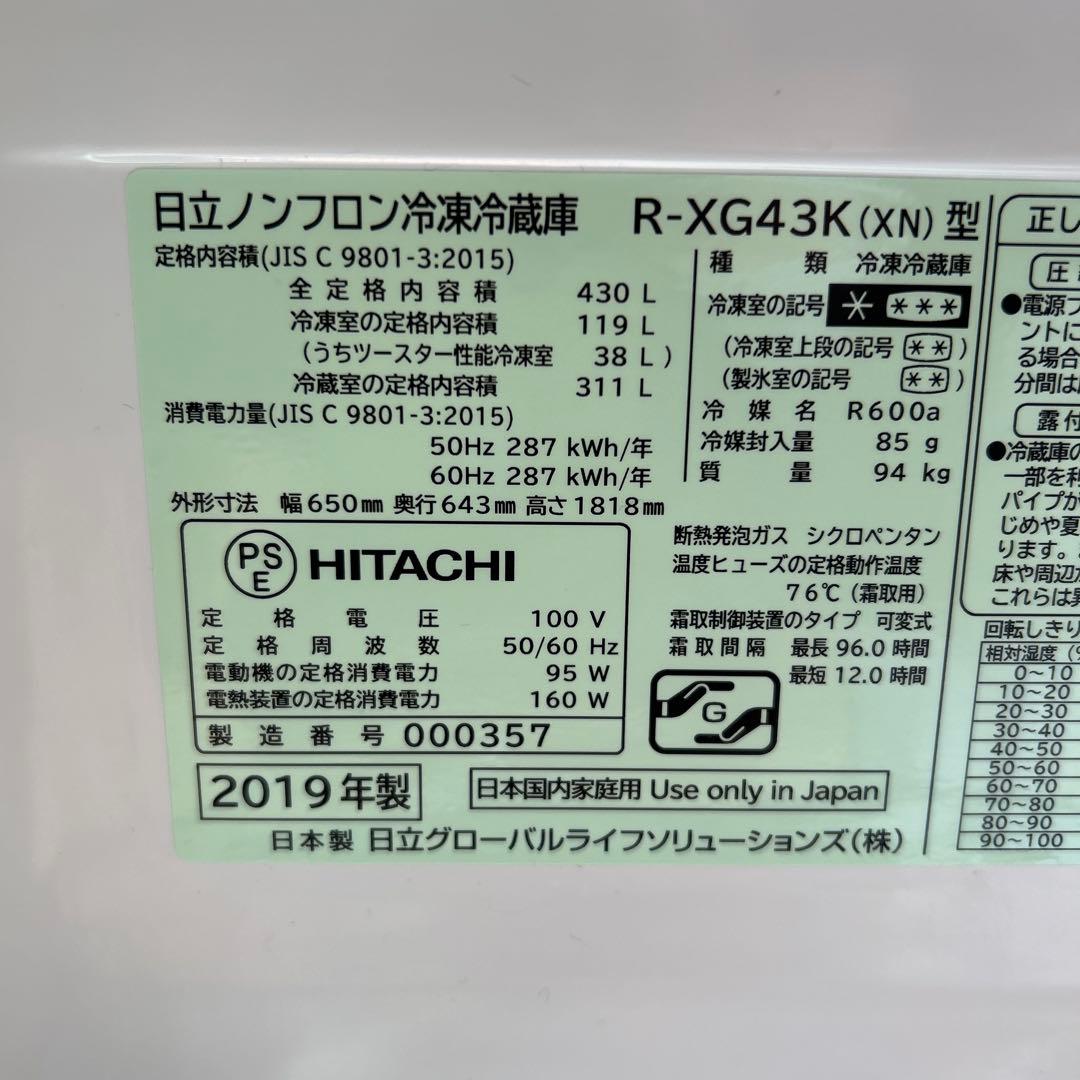 日立ノンフロン冷凍冷蔵庫 R-XG43K(XN)型
定格内容積(JIS C 9801-3:2015)
全定格内容積 430 L
冷凍室の定格内容積 119 L
(うちツースター性能冷凍室 38 L)
冷蔵室の定格内容積 311 L
消費電力量(JIS C 9801-3:2015)
50Hz 287 kWh/年
60Hz 287 kWh/年
外形寸法 幅650㎜ 奥行643㎜ 高さ1818㎜
種類 冷凍冷蔵庫
冷凍室の記号 * ***
(冷凍室上段の記号 **)
(製氷室の記号 **)
冷媒名 R600a
冷媒封入量 85 g
質量 94 kg
断熱発泡ガス シクロペンタン
温度ヒューズの定格動作温度
76℃(霜取用)
霜取制御装置のタイプ 可変式
霜取間隔 最長 96.0 時間
最短 12.0 時間
G
PS
E
HITACHI
定格電圧 100 V
定格周波数 50/60 Hz
電動機の定格消費電力 95 W
電熱装置の定格消費電力 160 W
製造番号 000357
2019年製
日本国内家庭用 Use only in Japan
日本製 日立グローバルライフソリューションズ(株)
正し
圧
●電源プ
ントに
る場合
分間は
露付
●冷蔵庫の
一部を利
パイプが
じめや夏
ります。
床や周辺が
これらは異
回転しきり
相対湿度(%
0~10
10~20
20~30
30~40
40~50
50~60
60~70
70~80
80~90
90~100